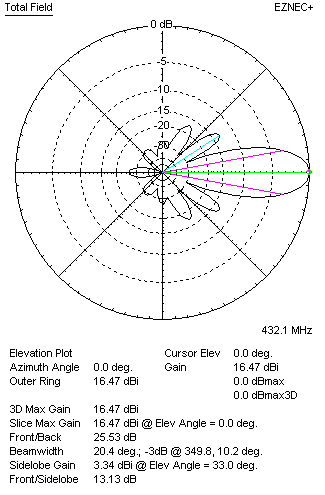 Total Field
EZNEC+
0 dB
-5
-10
-15
-20
-30
432.1 MHz
Elevation Plot
Cursor Elev 0.0 deg.
Azimuth Angle 0.0 deg.
Gain 16.47 dBi
Outer Ring 16.47 dBi
0.0 dBmax
0.0 dBmax3D
3D Max Gain 16.47 dBi
Slice Max Gain 16.47 dBi @ Elev Angle = 0.0 deg.
Front/Back 25.53 dB
Beamwidth 20.4 deg.; -3dB @ 349.8, 10.2 deg.
Sidelobe Gain 3.34 dBi @ Elev Angle = 33.0 deg.
Front/Sidelobe 13.13 dB